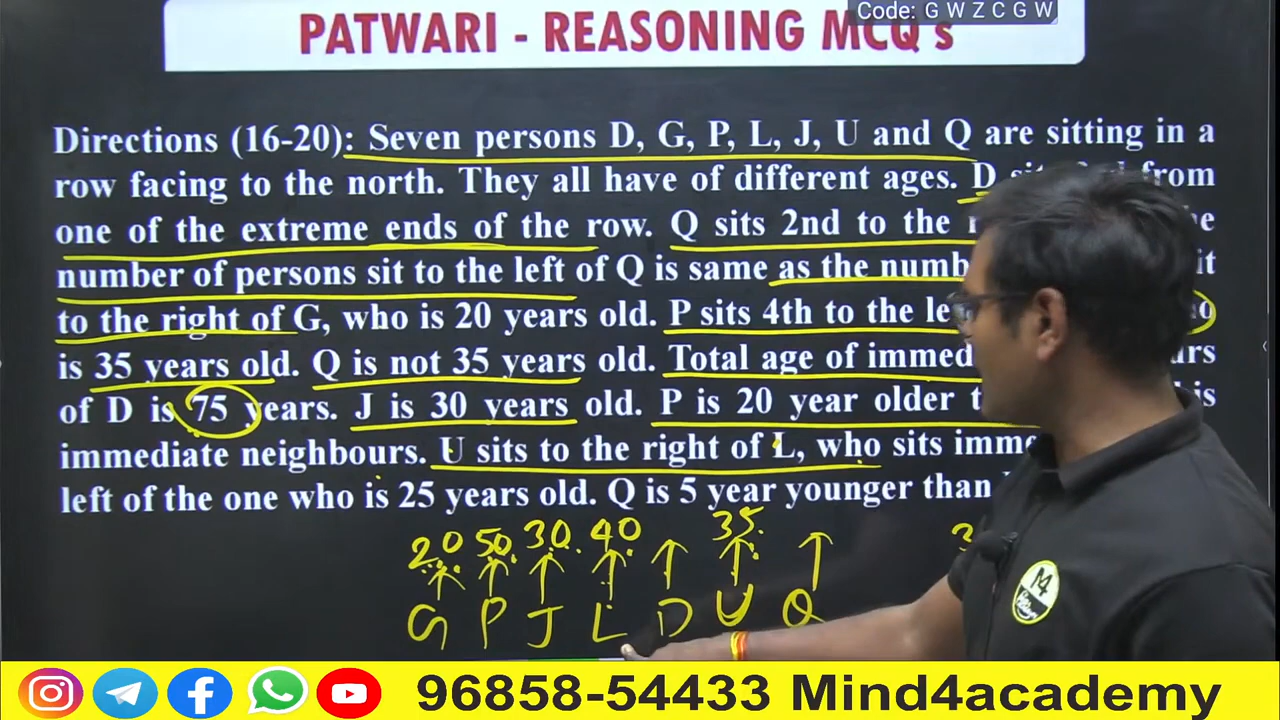 Code: G W Z C G W
PATWARI - REASONING MCQ's
Directions (16-20): Seven persons D, G, P, L, J, U and Q are sitting in a
row facing to the north. They all have of different ages. D from
one of the extreme ends of the row. Q sits 2nd to the
number of persons sit to the left of Q is same as the
to the right of G, who is 20 years old. P sits 4th to the
is 35 years old. Q is not 35 years old. Total age of
of D is 75 years. J is 30 years old. P is 20 year older
immediate neighbours. U sits to the right of L, who sits
left of the one who is 25 years old. Q is 5 year younger than
20 50 30 40 35
G P J L D U Q
M4
96858-54433 Mind4academy